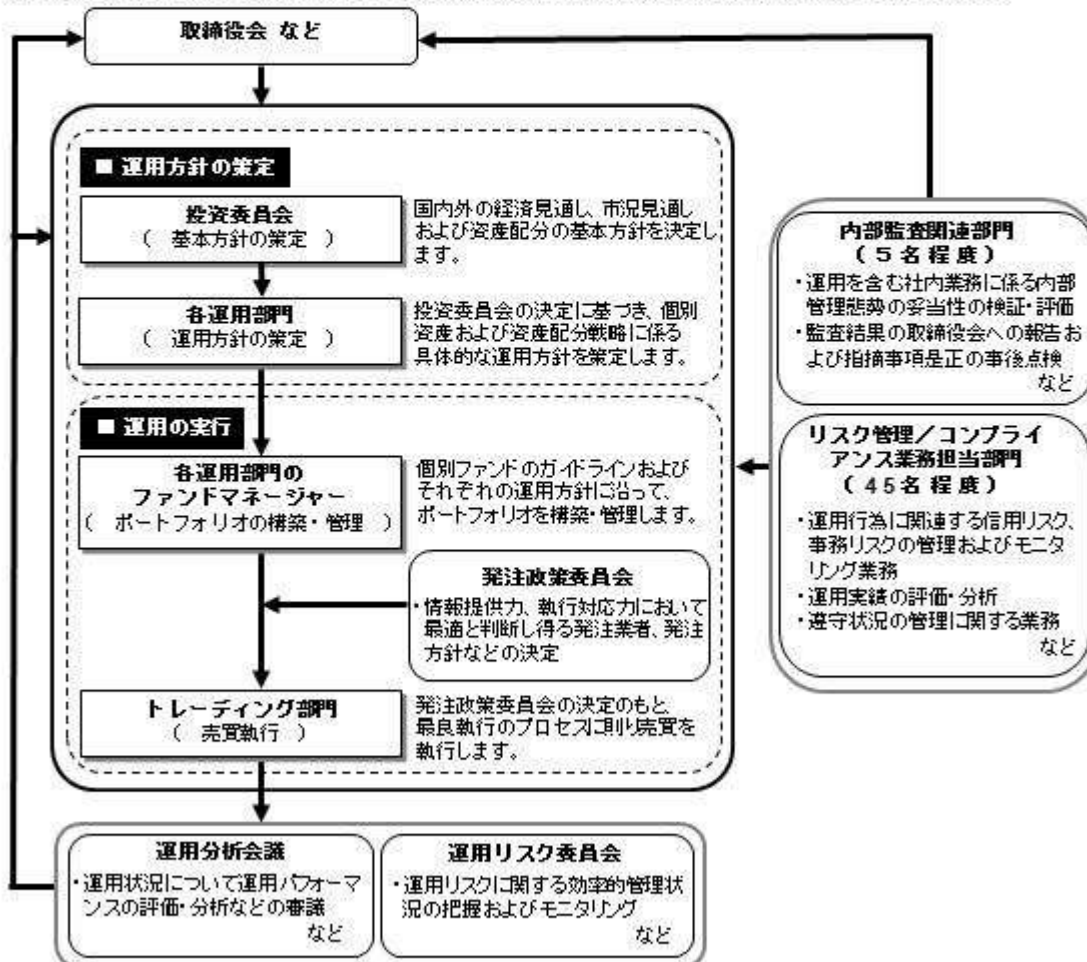 取締役会 など
■ 運用方針の策定
投資委員会
( 基本方針の策定 )
国内外の経済見通し、市況見通し
および資産配分の基本方針を決定し
ます。
各運用部門
( 運用方針の策定 )
投資委員会の決定に基づき、個別
資産および資産配分戦略に係る
具体的な運用方針を策定します。
■ 運用の実行
各運用部門の
ファンドマネージャー
( ポートフォリオの構築・管理 )
個別ファンドのガイドラインおよび
それぞれの運用方針に沿って、
ポートフォリオを構築・管理します。
発注政策委員会
・情報提供力、執行対応力において
最適と判断し得る発注業者、発注
方針などの決定
トレーディング部門
( 売買執行 )
発注政策委員会の決定のもと
最良執行のプロセスに則り売買を
執行します。
内部監査関連部門
(5名程度)
・運用を含む社内業務に係る内部
管理態勢の妥当性の検証・評価
・監査結果の取締役会への報告お
よび指摘事項是正の事後点検
など
リスク管理/コンプライ
アンス業務担当部門
(45名程度)
・運用行為に関連する信用リスク、
事務リスクの管理およびモニタ
リング業務
・運用実績の評価・分析
・遵守状況の管理に関する業務
など
運用分析会議
・運用状況について運用パフォーマ
ンスの評価・分析などの審議
など
運用リスク委員会
・運用リスクに関する効率的管理状
況の把握およびモニタリング
など